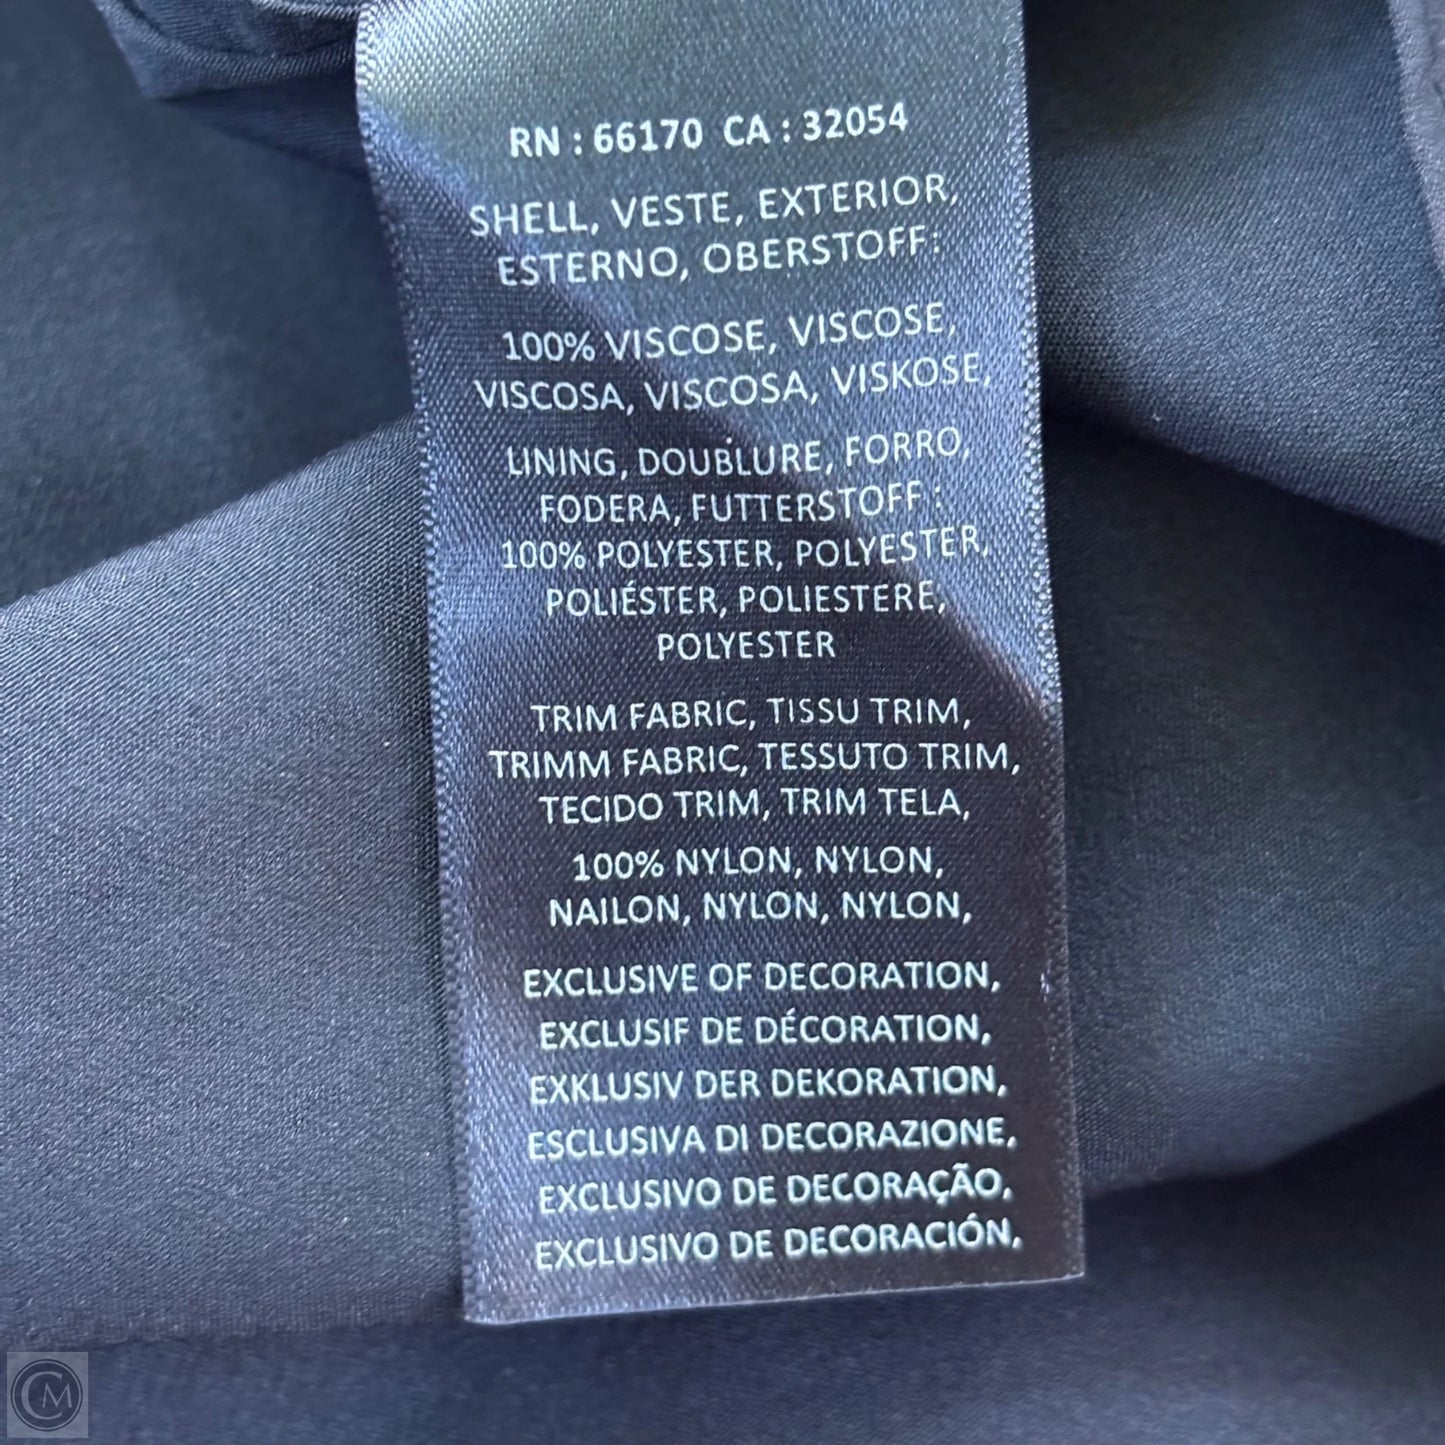 RN : 66170 CA : 32054
SHELL, VESTE, EXTERIOR,
ESTERNO, OBERSTOFF:
100% VISCOSE, VISCOSE,
VISCOSA, VISCOSA, VISKOSE,
LINING, DOUBLURE, FORRO,
FODERA, FUTTERSTOFF :
100% POLYESTER, POLYESTER,
POLIÉSTER, POLIESTERE,
POLYESTER
TRIM FABRIC, TISSU TRIM,
TRIMM FABRIC, TESSUTO TRIM,
TECIDO TRIM, TRIM TELA,
100% NYLON, NYLON,
NAILON, NYLON, NYLON,
EXCLUSIVE OF DECORATION,
EXCLUSIF DE DÉCORATION,
EXKLUSIV DER DEKORATION,
ESCLUSIVA DI DECORAZIONE,
EXCLUSIVO DE DECORAÇÃO,
EXCLUSIVO DE DECORACIÓN,
CM